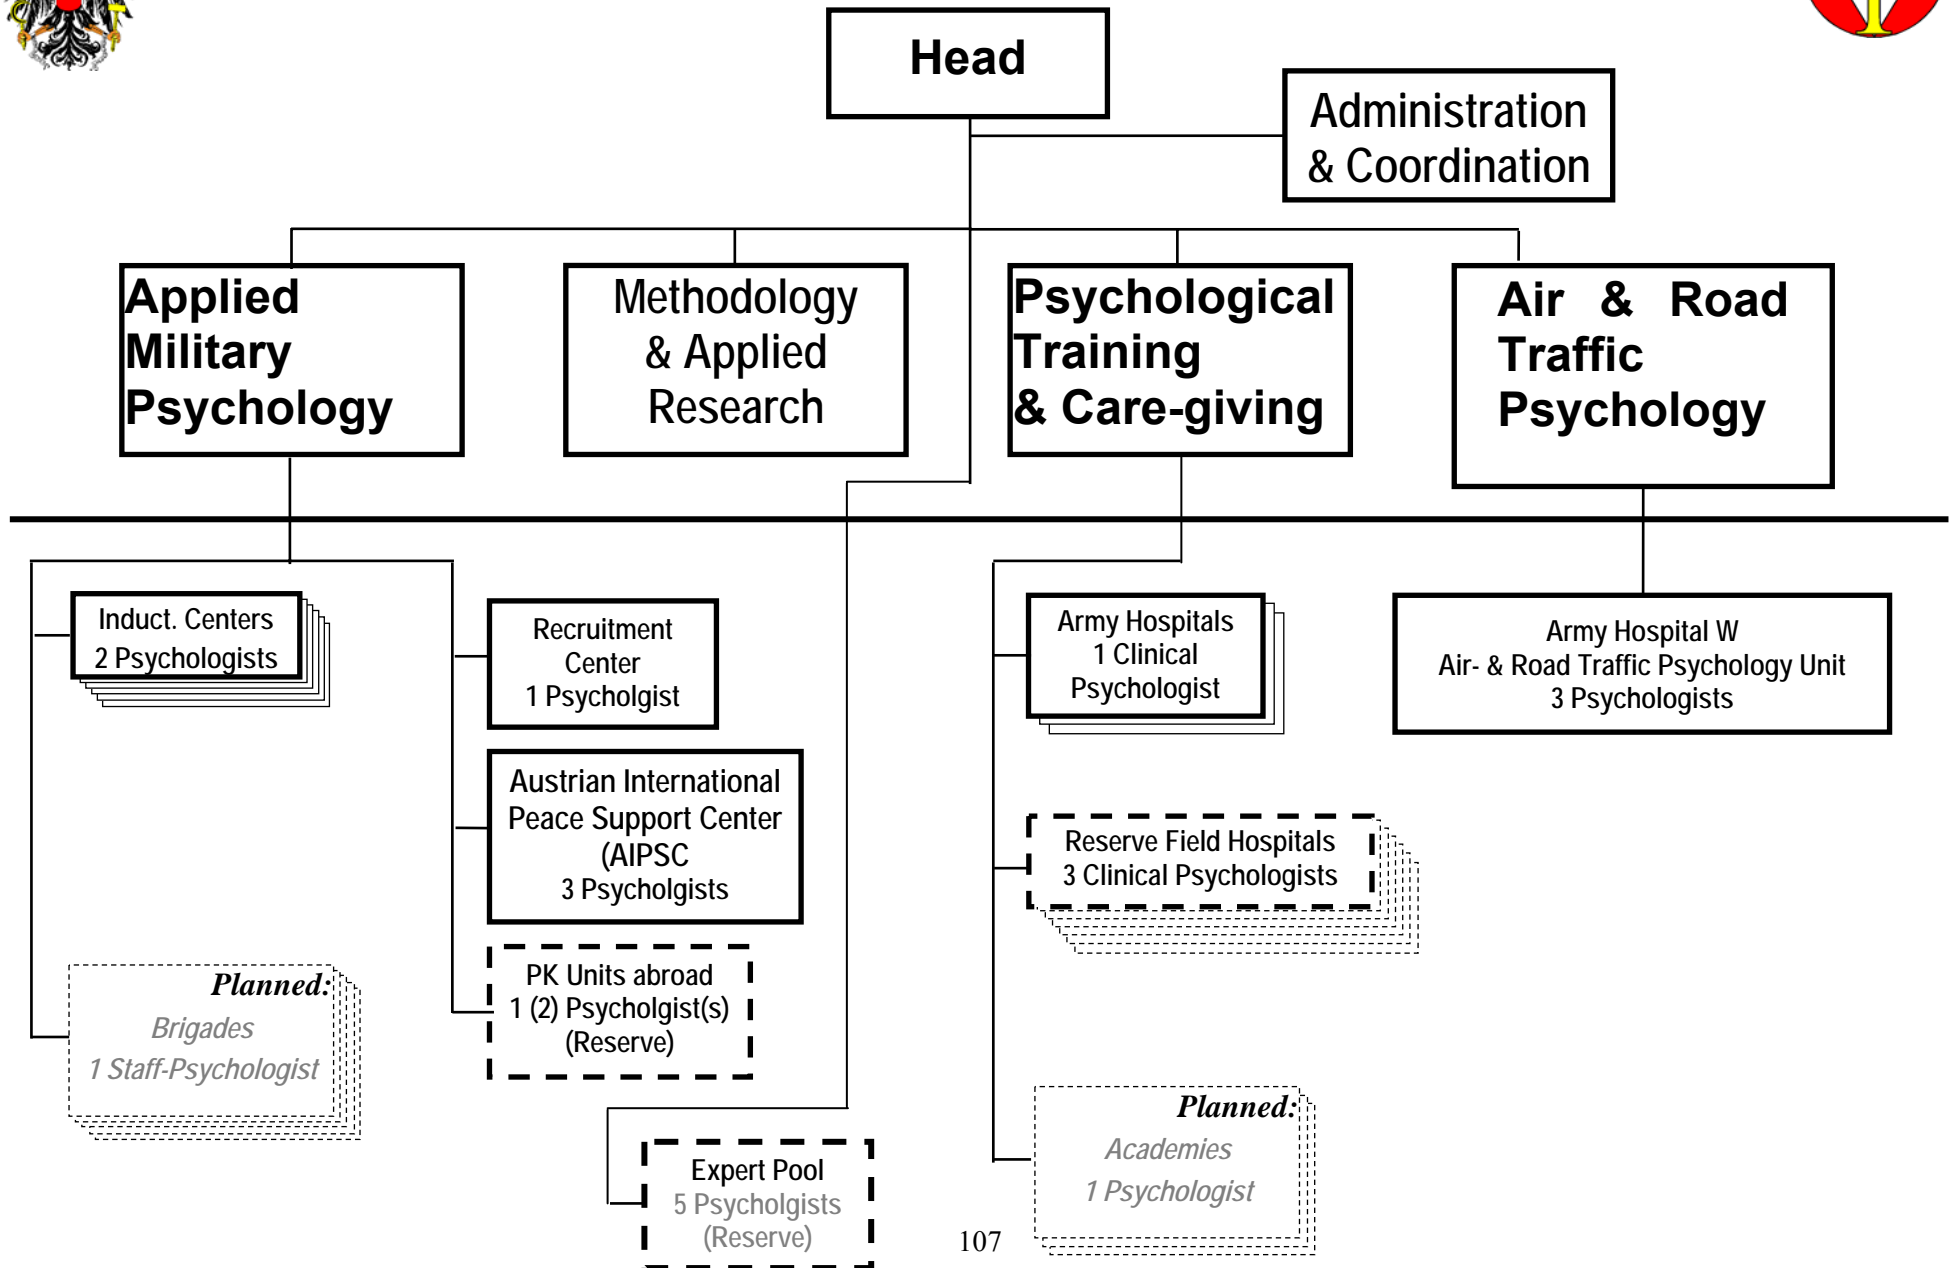 Head
Administration
& Coordination
Applied
Military
Psychology
Methodology
& Applied
Research
Psychological
Training
& Care-giving
Air & Road
Traffic
Psychology
Induct. Centers
2 Psychologists
Recruitment
Center
1 Psycholgist
Austrian International
Peace Support Center
(AIPSC
3 Psycholgists
PK Units abroad
1 (2) Psycholgist(s)
(Reserve)
Planned:
Brigades
1 Staff-Psychologist
Expert Pool
5 Psycholgists
(Reserve)
Army Hospitals
1 Clinical
Psychologist
Reserve Field Hospitals
3 Clinical Psychologists
Planned:
Academies
1 Psychologist
Army Hospital W
Air- & Road Traffic Psychology Unit
3 Psychologists
107